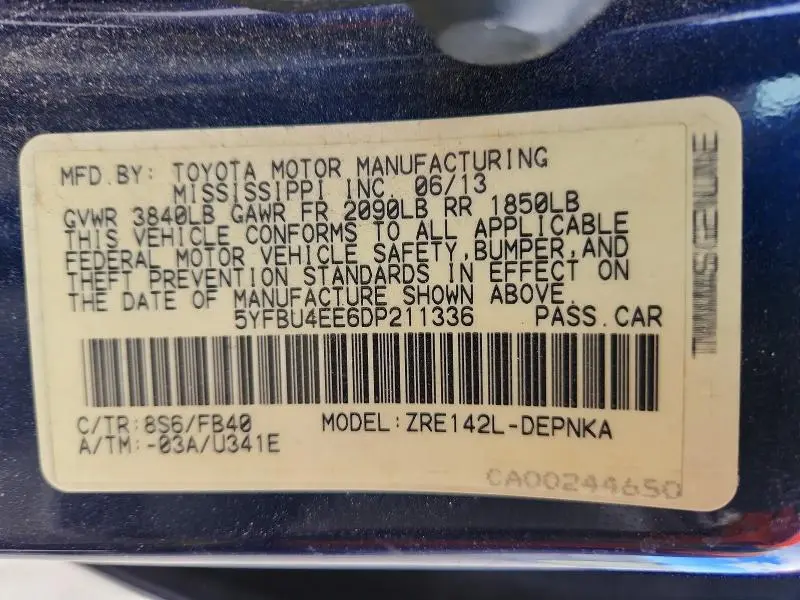 MFD.BY: TOYOTA MOTOR MANUFACTURING
MISSISSIPPI INC. 06/13
GVWR 3840LB GAWR FR 2090LB RR 1850LB
THIS VEHICLE CONFORMS TO ALL APPLICABLE
FEDERAL MOTOR VEHICLE SAFETY,BUMPER,AND
THEFT PREVENTION STANDARDS IN EFFECT ON
THE DATE OF MANUFACTURE SHOWN ABOVE.
5YFBU4EE6DP211336 PASS.CAR
C/TR:8S6/FB40 MODEL:ZRE142L-DEPNKA
A/TM:-03A/U341E
CA00244650